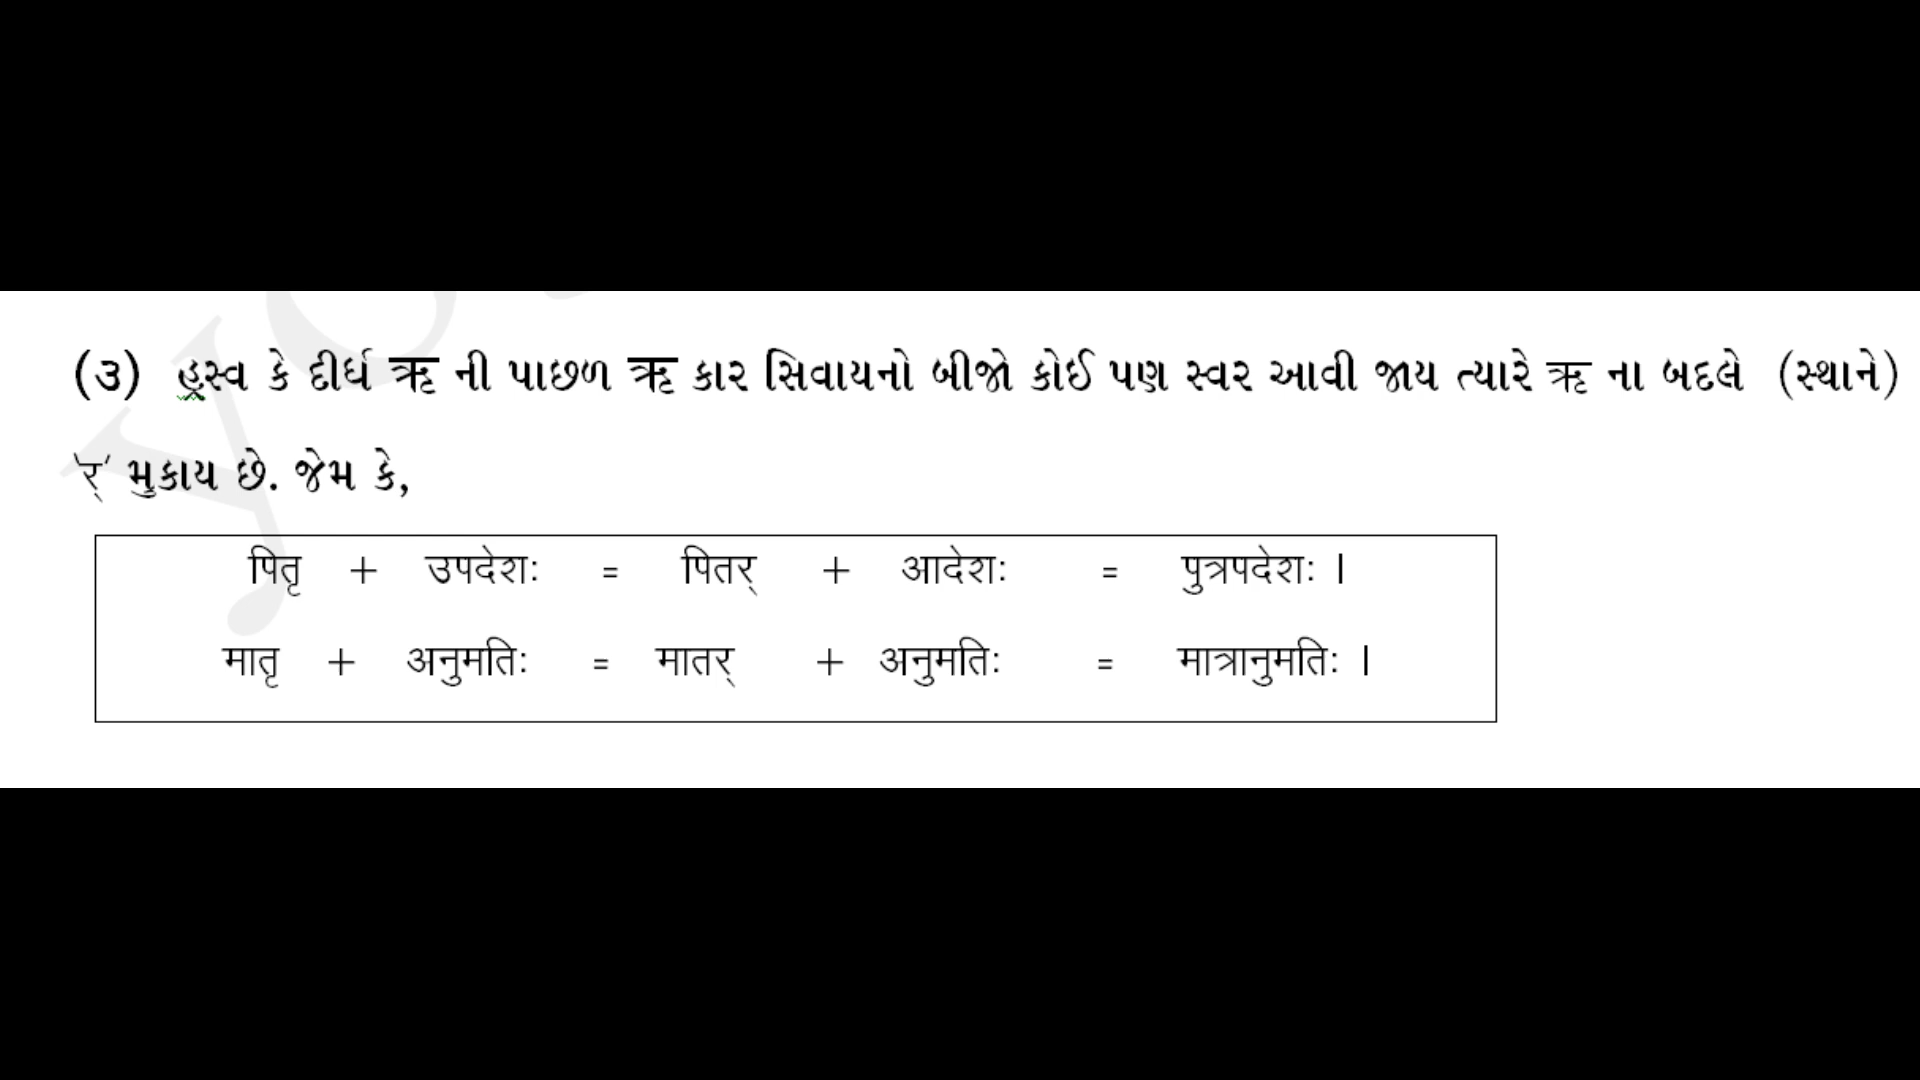 (૩) હ્રસ્વ કે દીર્ઘ ऋ ની પાછળ ऋ કાર સિવાયનો બીજો કોઈ પણ સ્વર આવી જાય ત્યારે ऋ ના બદલે (સ્થાને)
'र्' મુકાય છે. જેમ કે,
पितृ + उपदेशः = पितर् + आदेशः = पुत्रपदेशः ।
मातृ + अनुमतिः = मातर् + अनुमतिः = मात्रानुमतिः ।